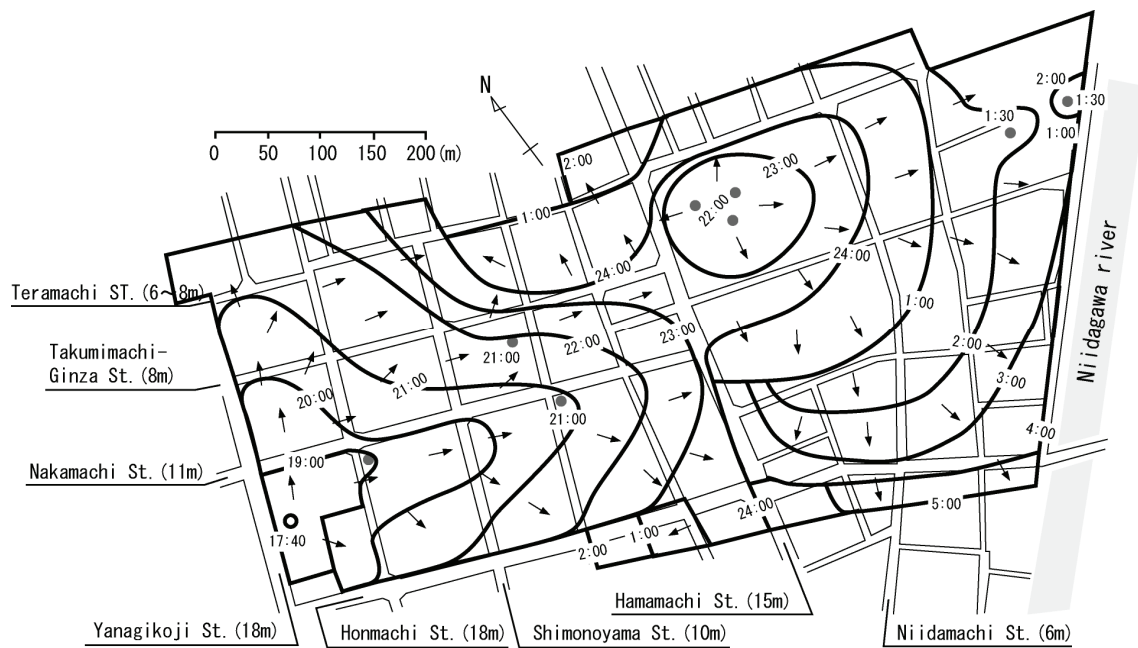 N
0 50 100 150 200 (m)
2:00
1:30
1:30
1:00
2:00
23:00
22:00
1:00
24:00
24:00
Teramachi ST. (6~8m)
1:00
23:00
22:00
21:00
2:00
Takumimachi-
Ginza St. (8m)
21:00
20:00
3:00
21:00
4:00
Nakamachi St. (11m)
19:00
17:40
24:00
5:00
1:00
2:00
Niidagawa river
Hamamachi St. (15m)
Yanagikoji St. (18m)
Honmachi St. (18m)
Shimonoyama St. (10m)
Niidamachi St. (6m)